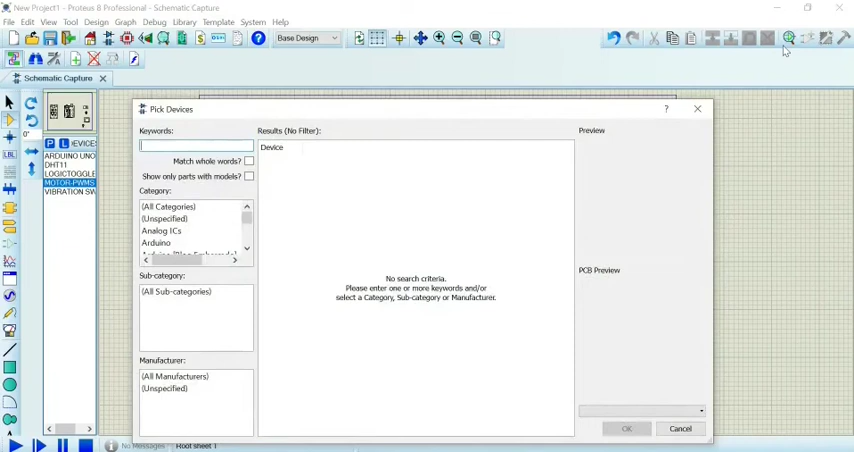 New Project1 - Proteus 8 Professional - Schematic Capture
File Edit View Tool Design Graph Debug Library Template System Help
Base Design
Schematic Capture
Pick Devices
Keywords:
Match whole words?
Show only parts with models?
Category:
(All Categories)
(Unspecified)
Analog ICs
Arduino
Sub-category:
(All Sub-categories)
Manufacturer:
(All Manufacturers)
(Unspecified)
Results (No Filter):
Device
No search criteria.
Please enter one or more keywords and/or
select a Category, Sub-category or Manufacturer.
Preview
PCB Preview
OK Cancel
0°
LBL
P L DEVICES
ARDUINO UNO
DHT11
LOGICTOGGLE
MOTOR-PWMS
VIBRATION SW
No Messages Root sheet 1